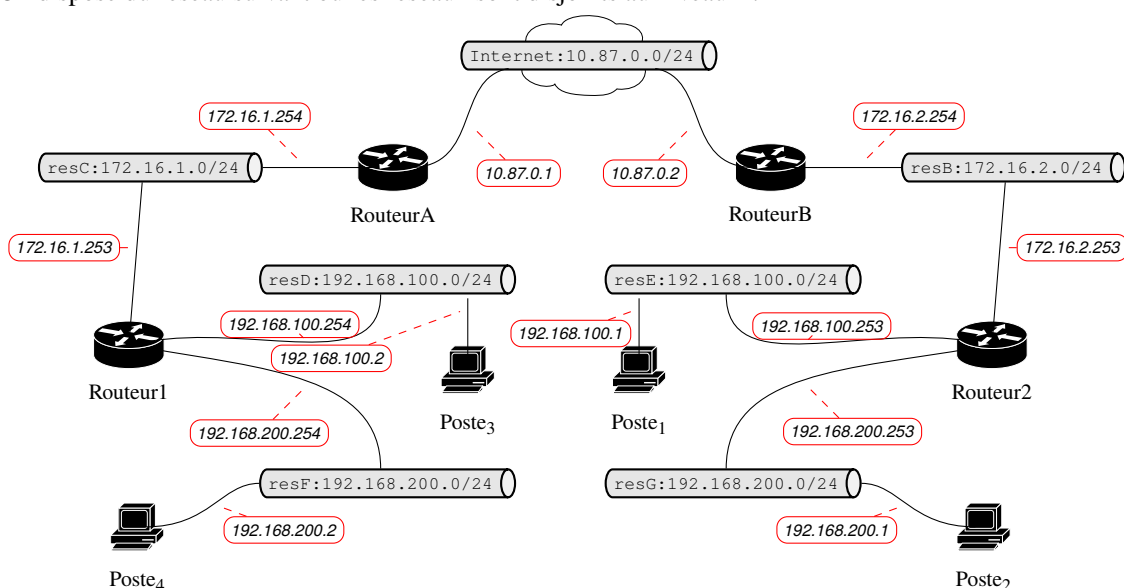 Internet:10.87.0.0/24
172.16.1.254
172.16.2.254
resC:172.16.1.0/24
10.87.0.1
10.87.0.2
resB:172.16.2.0/24
RouteurA
RouteurB
172.16.1.253
172.16.2.253
resD:192.168.100.0/24
resE:192.168.100.0/24
192.168.100.254
192.168.100.1
192.168.100.253
192.168.100.2
Routeur1
Routeur2
Poste3
Poste1
192.168.200.254
192.168.200.253
resF:192.168.200.0/24
resG:192.168.200.0/24
192.168.200.2
192.168.200.1
Poste4
Poste2